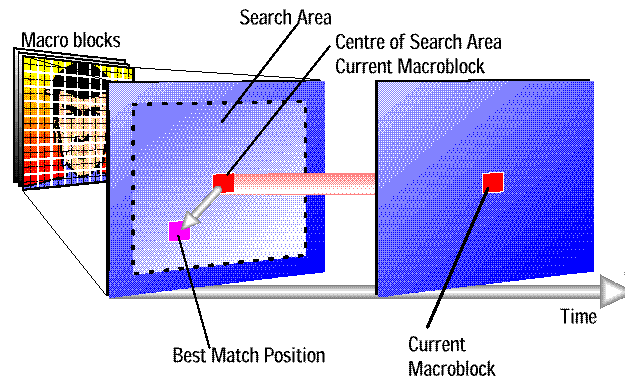 Search Area
Macro blocks
Centre of Search Area
Current Macroblock
Time
Best Match Position
Current
Macroblock